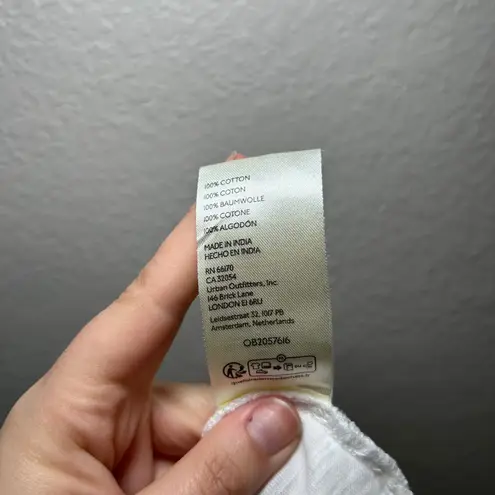 100% COTTON
100% COTON
100% BAUMWOLLE
100% COTONE
100% ALGODÓN
MADE IN INDIA
HECHO EN INDIA
RN 66170
CA 32054
Urban Outfitters, Inc.
146 Brick Lane
LONDON E1 6RU
Leidsestraat 32, 1017 PB
Amsterdam, Netherlands
OB2057616
FR